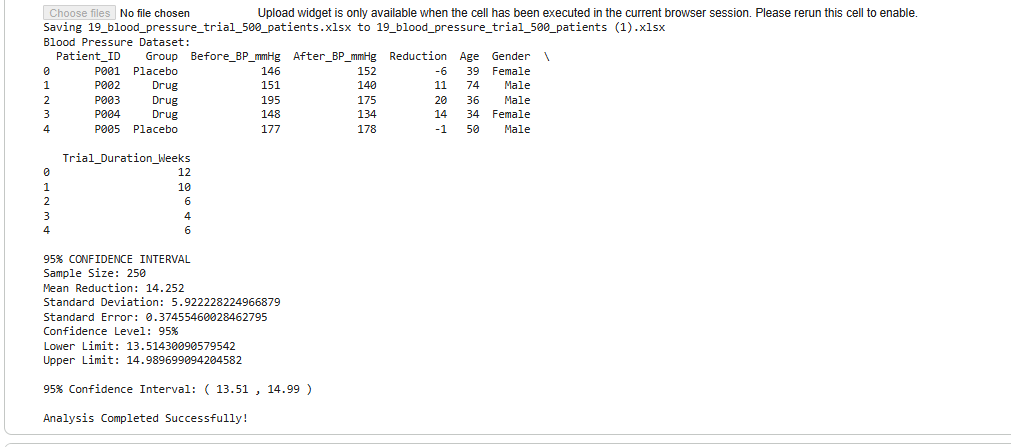 Choose files No file chosen Upload widget is only available when the cell has been executed in the current browser session. Please rerun this cell to enable.
Saving 19_blood_pressure_trial_500_patients.xlsx to 19_blood_pressure_trial_500_patients (1).xlsx
Blood Pressure Dataset:
  Patient_ID    Group  Before_BP_mmHg  After_BP_mmHg  Reduction  Age  Gender  \
0       P001  Placebo             146            152         -6   39  Female
1       P002     Drug             151            140         11   74    Male
2       P003     Drug             195            175         20   36    Male
3       P004     Drug             148            134         14   34  Female
4       P005  Placebo             177            178         -1   50    Male
   Trial_Duration_Weeks
0                    12
1                    10
2                     6
3                     4
4                     6
95% CONFIDENCE INTERVAL
Sample Size: 250
Mean Reduction: 14.252
Standard Deviation: 5.922228224966879
Standard Error: 0.37455460028462795
Confidence Level: 95%
Lower Limit: 13.51430090579542
Upper Limit: 14.989699094204582
95% Confidence Interval: ( 13.51 , 14.99 )
Analysis Completed Successfully!